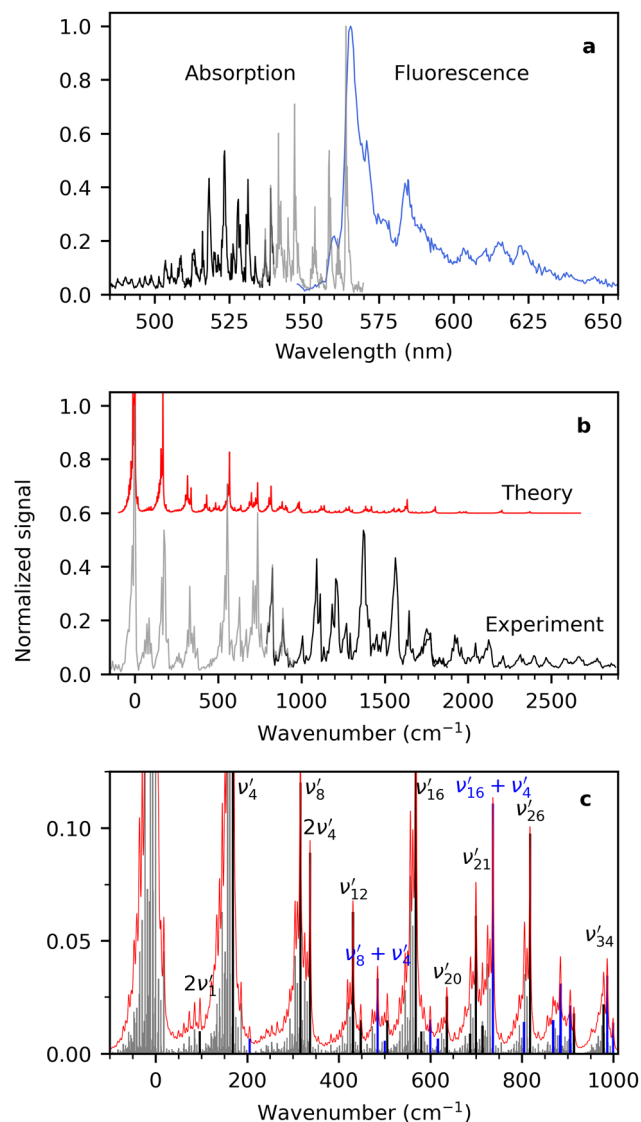 1.0
a
Absorption
Fluorescence
0.8
0.6
0.4
0.2
0.0
500
525
550
575
600
625
650
Wavelength (nm)
1.0
b
0.8
Theory
0.6
0.4
Experiment
0.2
0.0
0
500
1000
1500
2000
2500
Wavenumber (cm⁻¹)
Normalized signal
ν′₄
ν′₈
ν′₁₆
ν′₁₆ + ν′₄
c
0.10
2ν′₄
ν′₂₆
ν′₂₁
ν′₁₂
0.05
ν′₈ + ν′₄
ν′₃₄
2ν′₁
ν′₂₀
0.00
0
200
400
600
800
1000
Wavenumber (cm⁻¹)